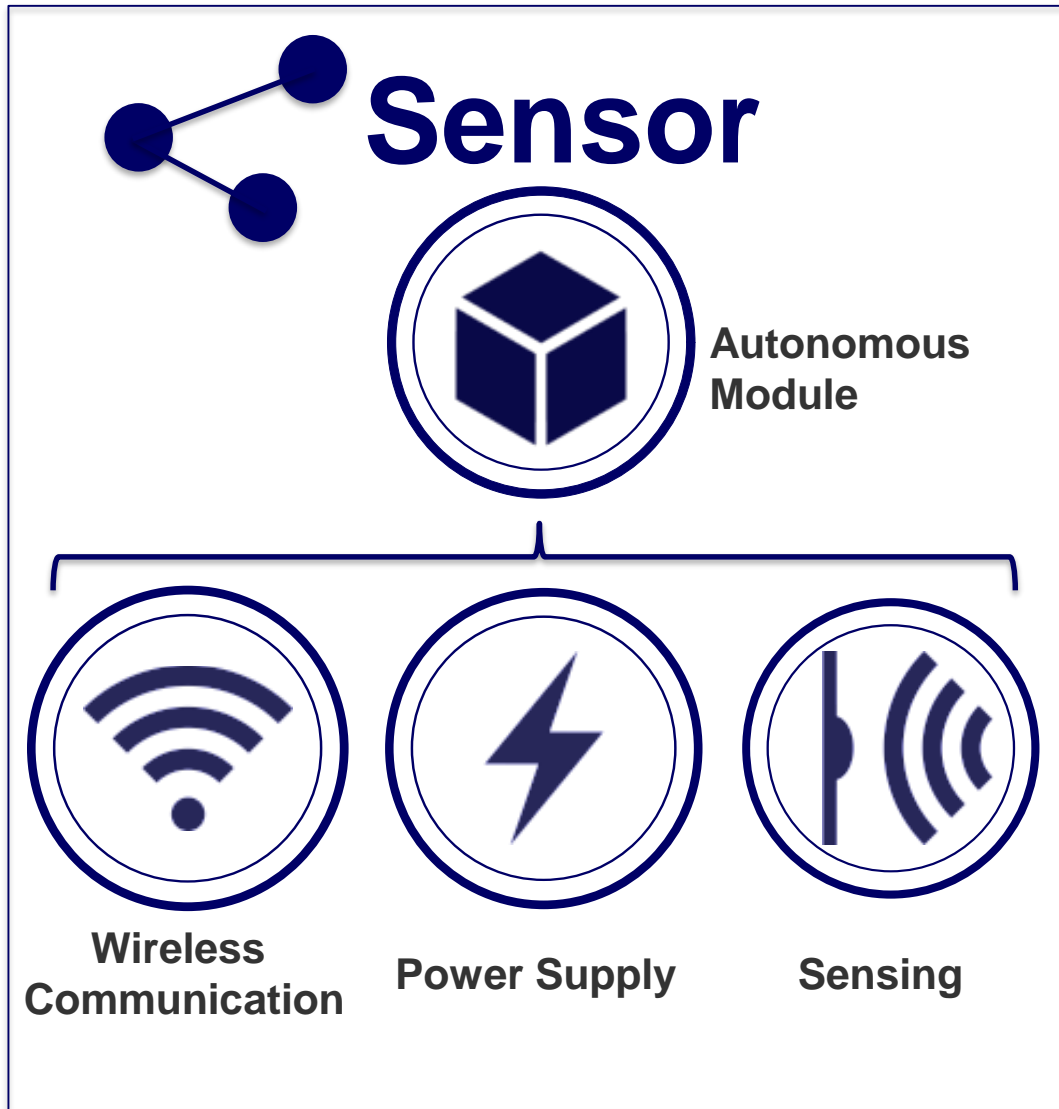 Sensor
Autonomous
Module
Wireless
Communication
Power Supply
Sensing